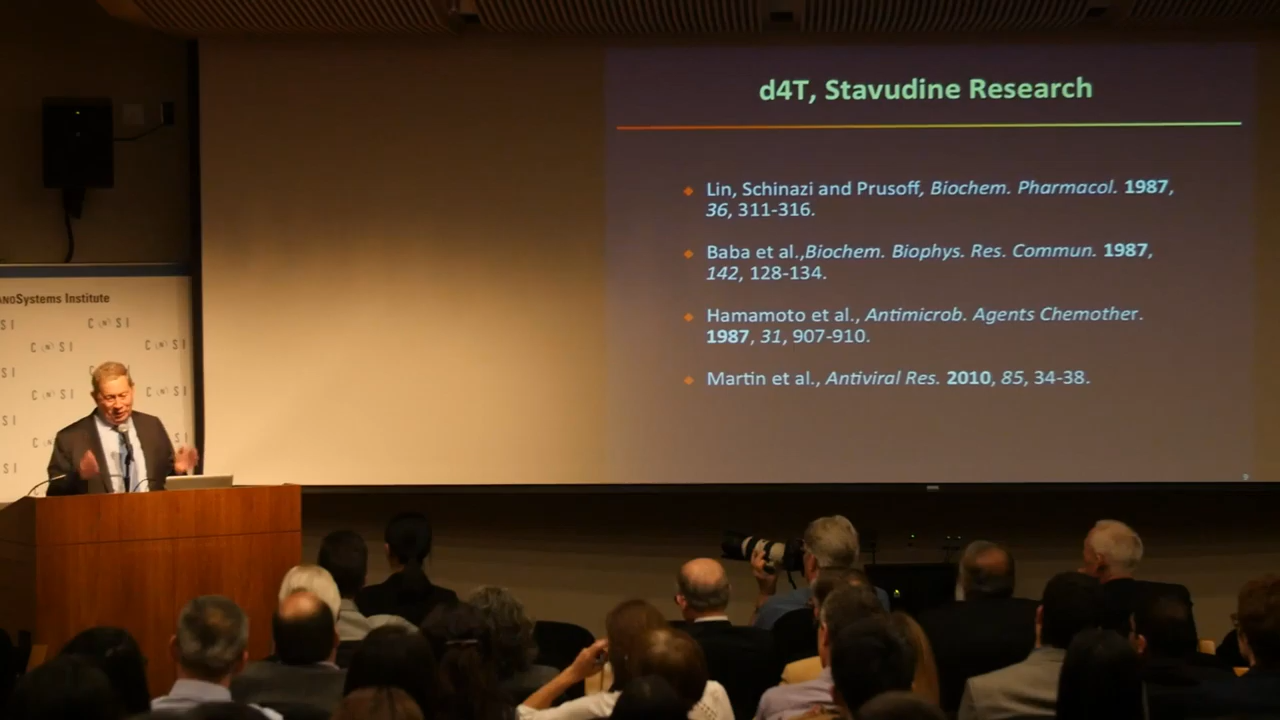 d4T, Stavudine Research
Lin, Schinazi and Prusoff, Biochem. Pharmacol. 1987,
36, 311-316.
Baba et al.,Biochem. Biophys. Res. Commun. 1987,
142, 128-134.
Hamamoto et al., Antimicrob. Agents Chemother.
1987, 31, 907-910.
Martin et al., Antiviral Res. 2010, 85, 34-38.
ANOSystems Institute
S I
C (N) S I
C (N) S I
C (N) S I
S I
C (N) S I
C (N) S I
S I
C
S I
S I